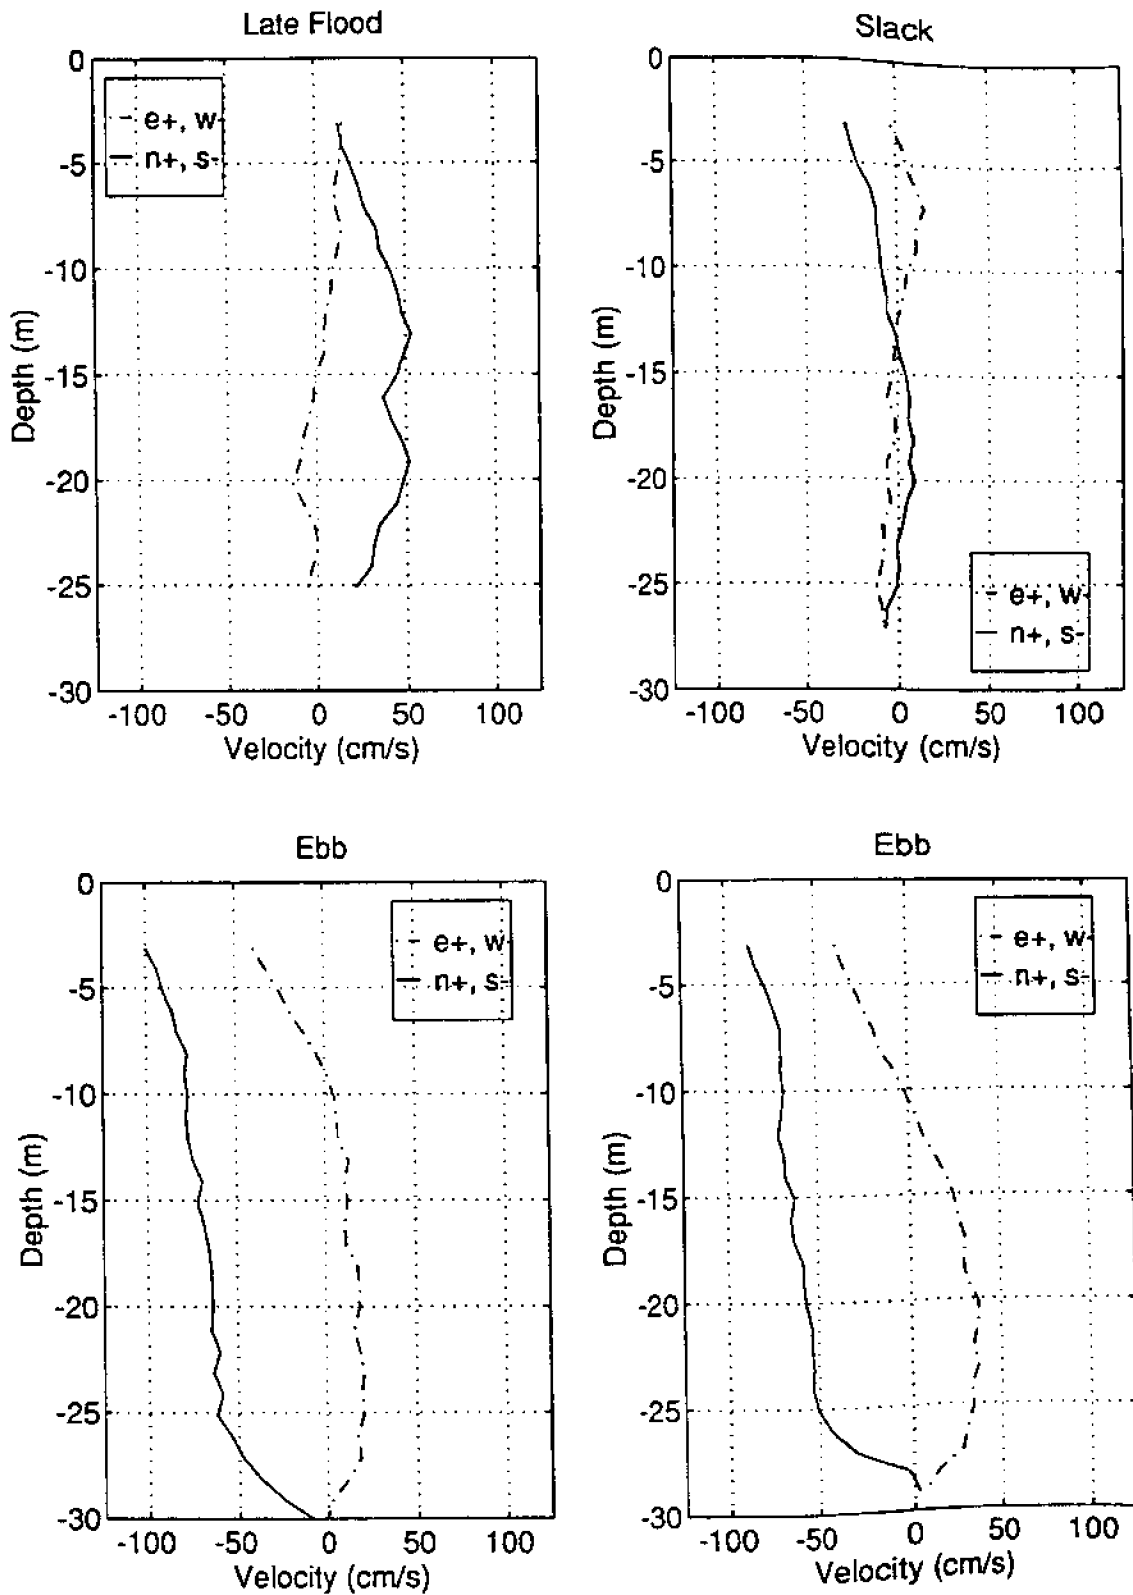 Late Flood
0
-5
-10
-15
-20
-25
-30
Depth (m)
e+, w-
n+, s-
-100 -50 0 50 100
Velocity (cm/s)
Slack
0
-5
-10
-15
-20
-25
-30
Depth (m)
e+, w-
n+, s-
-100 -50 0 50 100
Velocity (cm/s)
Ebb
0
-5
-10
-15
-20
-25
-30
Depth (m)
e+, w-
n+, s-
-100 -50 0 50 100
Velocity (cm/s)
Ebb
0
-5
-10
-15
-20
-25
-30
Depth (m)
e+, w-
n+, s-
-100 -50 0 50 100
Velocity (cm/s)